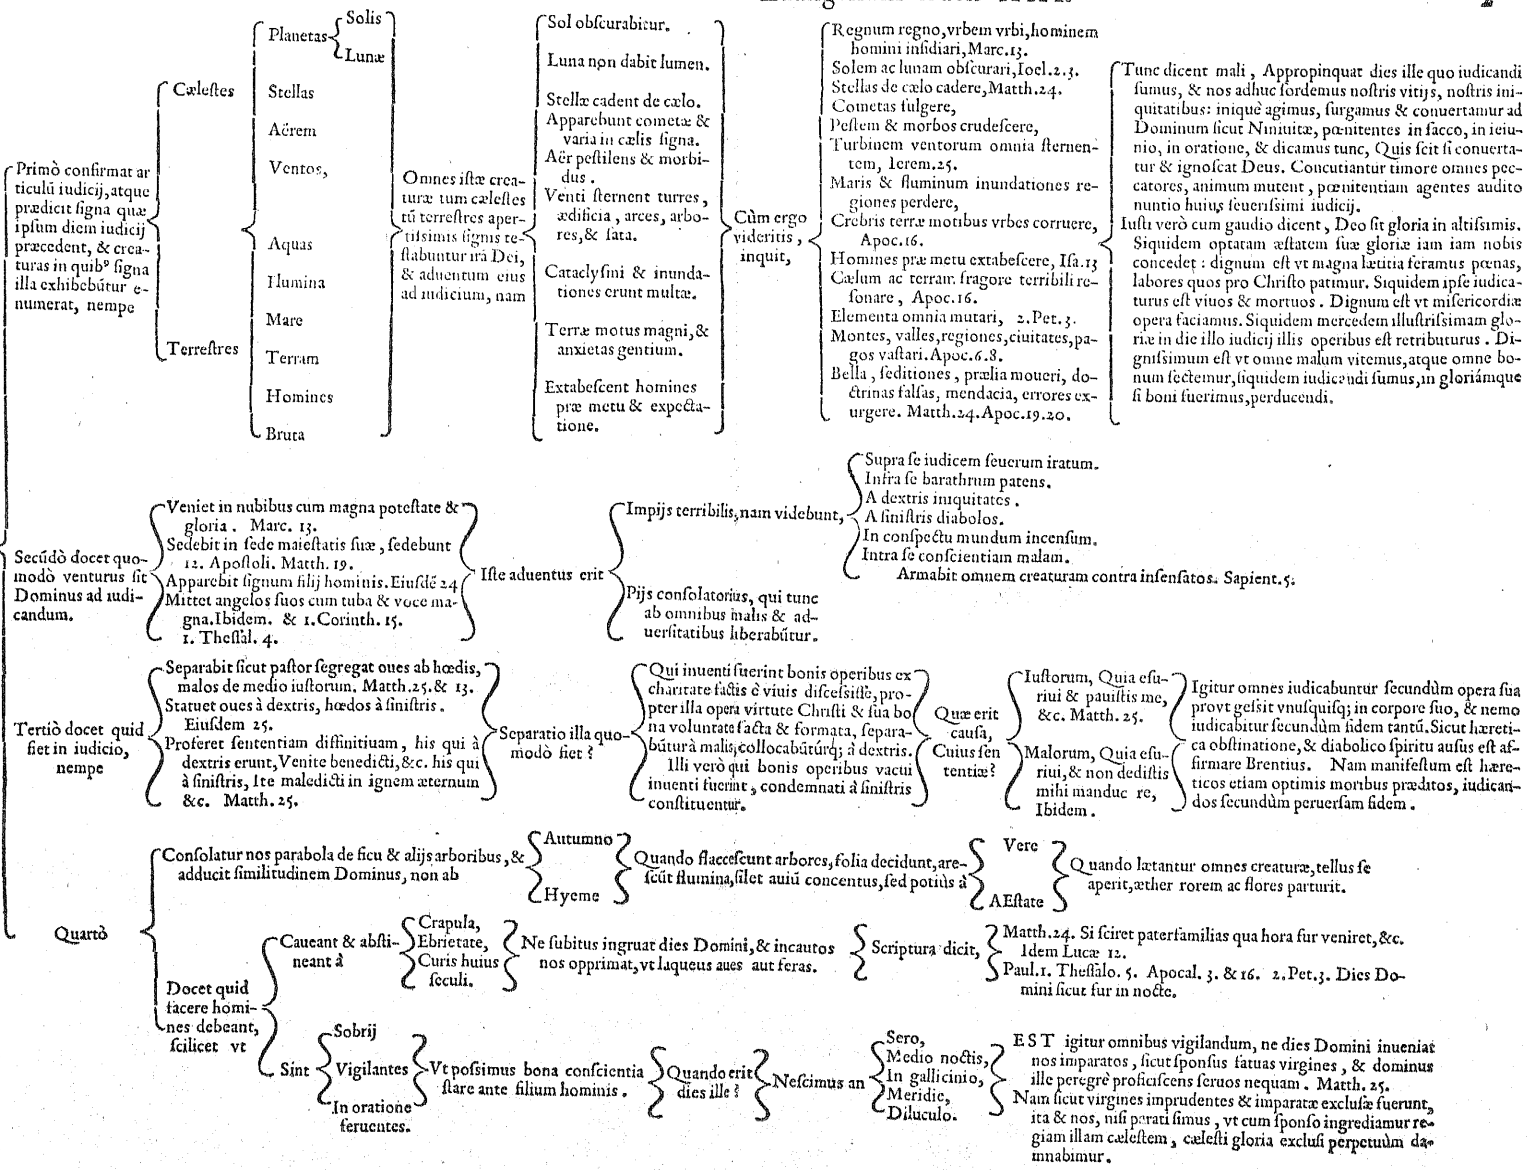 Primò confirmat ar
ticulū iudicij, atque
prædicit ſigna quæ
ipſum diem iudicij
præcedent, & crea-
turas in quibꝰ ſigna
illa exhibebūtur e-
numerat, nempe
Cæleſtes
Terreſtres
Planetas
Solis
Lunæ
Stellas
Aërem
Ventos,
Aquas
Flumina
Mare
Terram
Homines
Bruta
Omnes iſtæ crea-
turæ tum cæleſtes
tū terreſtres aper-
tiſsimis ſignis te-
ſtabuntur irā Dei,
& aduentum eius
ad iudicium, nam
Sol obſcurabitur.
Luna non dabit lumen.
Stellæ cadent de cælo.
Apparebunt cometæ &
varia in cælis ſigna.
Aër peſtilens & morbi-
dus.
Venti ſternent turres,
ædificia, arces, arbo-
res, & ſata.
Cataclyſmi & inunda-
tiones erunt multæ.
Terræ motus magni, &
anxietas gentium.
Extabeſcent homines
præ metu & expecta-
tione.
Cùm ergo
videritis,
inquit,
Regnum regno, vrbem vrbi, hominem
homini inſidiari, Marc. 13.
Solem ac lunam obſcurari, Ioel. 2. 3.
Stellas de cælo cadere, Matth. 24.
Cometas fulgere,
Peſtem & morbos crudeſcere,
Turbinem ventorum omnia ſternen-
tem, Ierem. 25.
Maris & fluminum inundationes re-
giones perdere,
Crebris terræ motibus vrbes corruere,
Apoc. 16.
Homines præ metu extabeſcere, Iſa. 13
Cælum ac terram fragore terribili re-
ſonare, Apoc. 16.
Elementa omnia mutari, 2. Pet. 3.
Montes, valles, regiones, ciuitates, pa-
gos vaſtari. Apoc. 6. 8.
Bella, ſeditiones, prælia moueri, do-
ctrinas falſas, mendacia, errores ex-
urgere. Matth. 24. Apoc. 19. 20.
Tunc dicent mali, Appropinquat dies ille quo iudicandi
ſumus, & nos adhuc ſordemus noſtris vitijs, noſtris ini-
quitatibus: iniquè agimus, ſurgamus & conuertamur ad
Dominum ſicut Niniuitæ, pœnitentes in ſacco, in ieiu-
nio, in oratione, & dicamus tunc, Quis ſcit ſi conuerta-
tur & ignoſcat Deus. Concutiantur timore omnes pec-
catores, animum mutent, pœnitentiam agentes audito
nuntio huius ſeueriſsimi iudicij.
Iuſti verò cum gaudio dicent, Deo ſit gloria in altiſsimis.
Siquidem optatam æſtatem ſuæ gloriæ iam iam nobis
concedet: dignum eſt vt magna lætitia feramus pœnas,
labores quos pro Chriſto patimur. Siquidem ipſe iudica-
turus eſt viuos & mortuos. Dignum eſt vt miſericordiæ
opera faciamus. Siquidem mercedem illuſtriſsimam glo-
riæ in die illo iudicij illis operibus eſt retributurus. Di-
gniſsimum eſt vt omne malum vitemus, atque omne bo-
num ſectemur, ſiquidem iudicandi ſumus, in gloriámque
ſi boni fuerimus, perducendi.
Secūdò docet quo-
modò venturus ſit
Dominus ad iudi-
candum.
Veniet in nubibus cum magna poteſtate &
gloria. Marc. 13.
Sedebit in ſede maieſtatis ſuæ, ſedebunt
12. Apoſtoli. Matth. 19.
Apparebit ſignum filij hominis. Eiuſdē 24
Mittet angelos ſuos cum tuba & voce ma-
gna. Ibidem. & 1. Corinth. 15.
1. Theſſal. 4.
Iſte aduentus erit
Impijs terribilis, nam videbunt,
Supra ſe iudicem ſeuerum iratum.
Infra ſe barathrum patens.
A dextris iniquitates.
A ſiniſtris diabolos.
In conſpectu mundum incenſum.
Intra ſe conſcientiam malam.
Armabit omnem creaturam contra inſenſatos. Sapient. 5.
Pijs conſolatorius, qui tunc
ab omnibus malis & ad-
uerſitatibus liberabūtur.
Tertiò docet quid
fiet in iudicio,
nempe
Separabit ſicut paſtor ſegregat oues ab hœdis,
malos de medio iuſtorum. Matth. 25. & 13.
Statuet oues à dextris, hœdos à ſiniſtris.
Eiuſdem 25.
Proferet ſententiam diffinitiuam, his qui à
dextris erunt, Venite benedicti, &c. his qui
à ſiniſtris, Ite maledicti in ignem æternum
&c. Matth. 25.
Separatio illa quo-
modò fiet?
Qui inuenti fuerint bonis operibus ex
charitate factis è viuis diſceſsiſſe, pro-
pter illa opera virtute Chriſti & ſua bo
na voluntate facta & formata, ſepara-
būtur à malis, collocabūtúrq; à dextris.
Illi verò qui bonis operibus vacui
inuenti fuerint, condemnati à ſiniſtris
conſtituentur.
Quæ erit
cauſa,
Cuius ſen
tentiæ?
Iuſtorum, Quia eſu-
riui & pauiſtis me,
&c. Matth. 25.
Malorum, Quia eſu-
riui, & non dediſtis
mihi manduc re,
Ibidem.
Igitur omnes iudicabuntur ſecundùm opera ſua
prout geſsit vnuſquiſq; in corpore ſuo, & nemo
iudicabitur ſecundùm fidem tantū. Sicut hæreti-
ca obſtinatione, & diabolico ſpiritu auſus eſt af-
firmare Brentius. Nam manifeſtum eſt hære-
ticos etiam optimis moribus præditos, iudican-
dos ſecundùm peruerſam fidem.
Quartò
Conſolatur nos parabola de ficu & alijs arboribus, &
adducit ſimilitudinem Dominus, non ab
Autumno
Hyeme
Quando flacceſcunt arbores, folia decidunt, are-
ſcūt flumina, ſilet auiū concentus, ſed potiùs à
Vere
AEſtate
Quando lætantur omnes creaturæ, tellus ſe
aperit, æther rorem ac flores parturit.
Docet quid
facere homi-
nes debeant,
ſcilicet vt
Caueant & abſti-
neant à
Crapula,
Ebrietate,
Curis huius
ſeculi.
Ne ſubitus ingruat dies Domini, & incautos
nos opprimat, vt laqueus aues aut feras.
Scriptura dicit,
Matth. 24. Si ſciret paterfamilias qua hora fur veniret, &c.
Idem Lucæ 12.
Paul. 1. Theſſalo. 5. Apocal. 3. & 16. 2. Pet. 3. Dies Do-
mini ſicut fur in nocte.
Sint
Sobrij
Vigilantes
In oratione
feruentes.
Vt poſsimus bona conſcientia
ſtare ante filium hominis.
Quando erit
dies ille?
Neſcimus an
Sero,
Medio noctis,
In gallicinio,
Meridie,
Diluculo.
EST igitur omnibus vigilandum, ne dies Domini inueniat
nos imparatos, ſicut ſponſus fatuas virgines, & dominus
ille peregrè proficiſcens ſeruos nequam. Matth. 25.
Nam ſicut virgines imprudentes & imparatæ excluſæ fuerunt,
ita & nos, niſi parati ſimus, vt cum ſponſo ingrediamur re-
giam illam cæleſtem, cæleſti gloria excluſi perpetuùm da-
mnabimur.